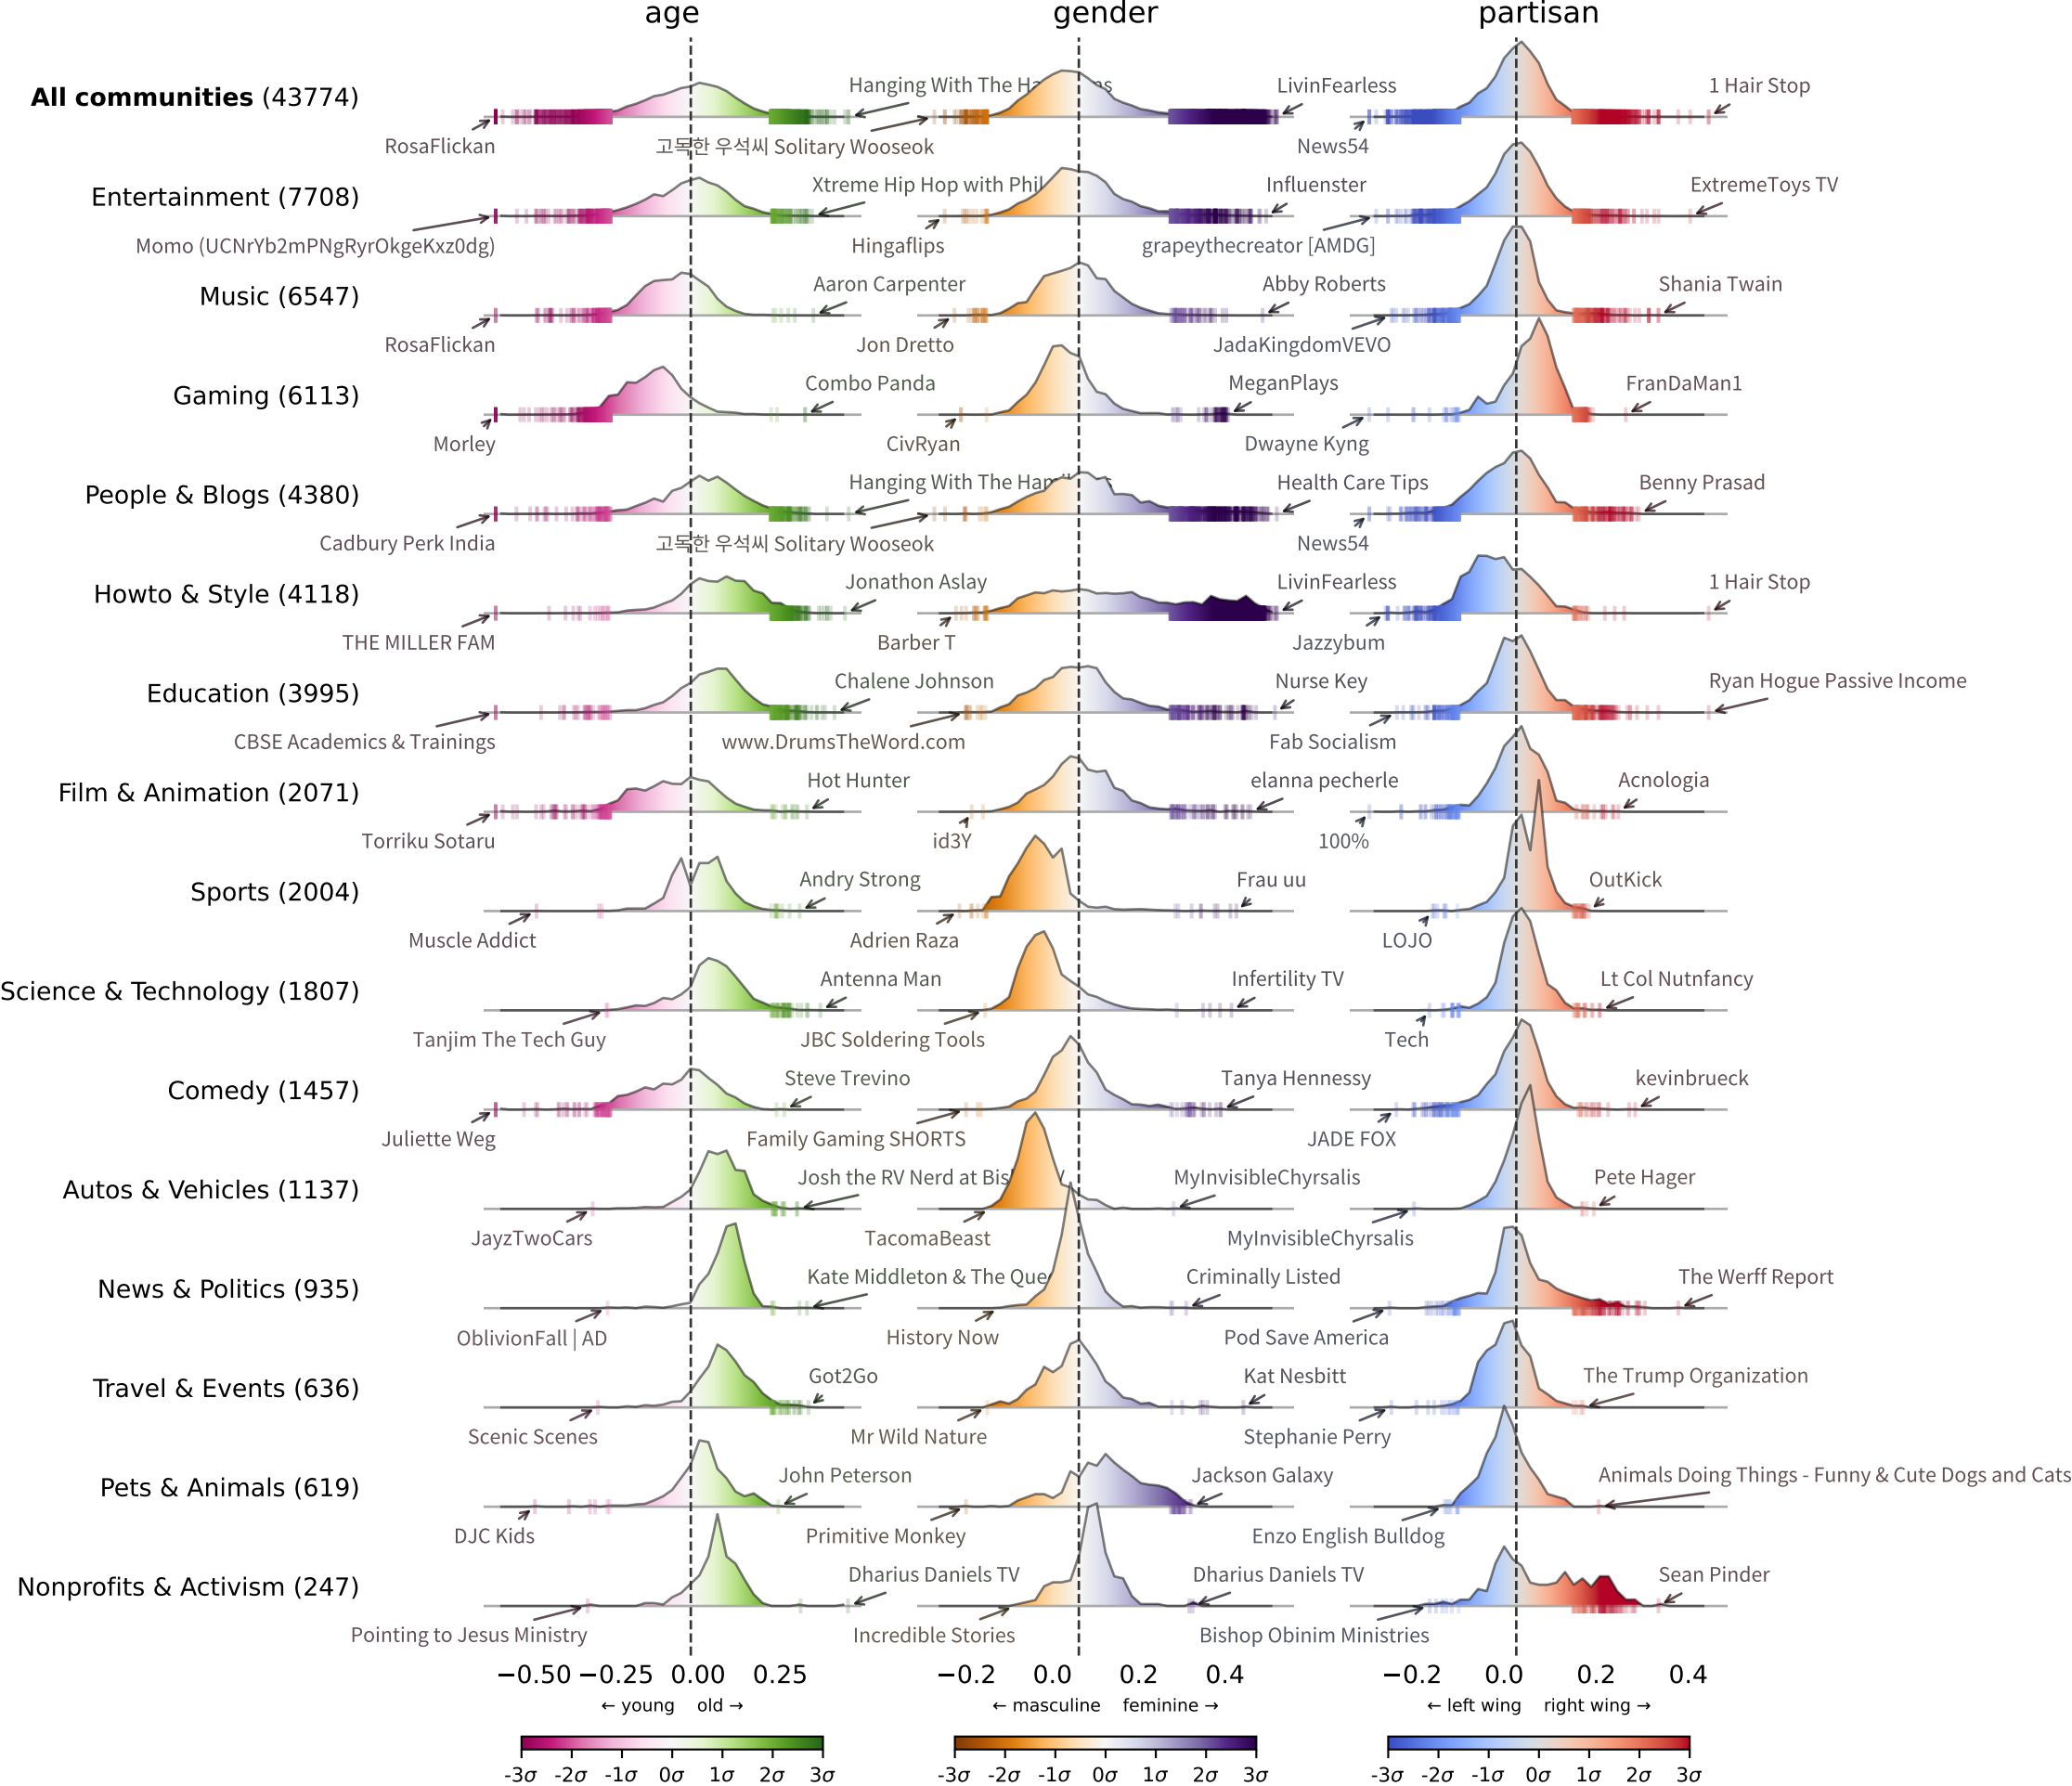 age gender partisan
All communities (43774)
Hanging With The Ha
LivinFearless
1 Hair Stop
RosaFlickan
고독한 우석씨 Solitary Wooseok
News54
Entertainment (7708)
Xtreme Hip Hop with Phil
Influenster
ExtremeToys TV
Momo (UCNrYb2mPNgRyrOkgeKxz0dg)
Hingaflips
grapeythecreator [AMDG]
Music (6547)
Aaron Carpenter
Abby Roberts
Shania Twain
RosaFlickan
Jon Dretto
JadaKingdomVEVO
Gaming (6113)
Combo Panda
MeganPlays
FranDaMan1
Morley
CivRyan
Dwayne Kyng
People & Blogs (4380)
Hanging With The Ha
Health Care Tips
Benny Prasad
Cadbury Perk India
고독한 우석씨 Solitary Wooseok
News54
Howto & Style (4118)
Jonathon Aslay
LivinFearless
1 Hair Stop
THE MILLER FAM
Barber T
Jazzybum
Education (3995)
Chalene Johnson
Nurse Key
Ryan Hogue Passive Income
CBSE Academics & Trainings
www.DrumsTheWord.com
Fab Socialism
Film & Animation (2071)
Hot Hunter
elanna pecherle
Acnologia
Torriku Sotaru
id3Y
100%
Sports (2004)
Andry Strong
Frau uu
OutKick
Muscle Addict
Adrien Raza
LOJO
Science & Technology (1807)
Antenna Man
Infertility TV
Lt Col Nutnfancy
Tanjim The Tech Guy
JBC Soldering Tools
Tech
Comedy (1457)
Steve Trevino
Tanya Hennessy
kevinbrueck
Juliette Weg
Family Gaming SHORTS
JADE FOX
Autos & Vehicles (1137)
Josh the RV Nerd at Bis
MyInvisibleChyrsalis
Pete Hager
JayzTwoCars
TacomaBeast
MyInvisibleChyrsalis
News & Politics (935)
Kate Middleton & The Que
Criminally Listed
The Werff Report
OblivionFall | AD
History Now
Pod Save America
Travel & Events (636)
Got2Go
Kat Nesbitt
The Trump Organization
Scenic Scenes
Mr Wild Nature
Stephanie Perry
Pets & Animals (619)
John Peterson
Jackson Galaxy
Animals Doing Things - Funny & Cute Dogs and Cats
DJC Kids
Primitive Monkey
Enzo English Bulldog
Nonprofits & Activism (247)
Dharius Daniels TV
Dharius Daniels TV
Sean Pinder
Pointing to Jesus Ministry
Incredible Stories
Bishop Obinim Ministries
−0.50 −0.25 0.00 0.25 −0.2 0.0 0.2 0.4 −0.2 0.0 0.2 0.4
← young old → ← masculine feminine → ← left wing right wing →
-3σ -2σ -1σ 0σ 1σ 2σ 3σ -3σ -2σ -1σ 0σ 1σ 2σ 3σ -3σ -2σ -1σ 0σ 1σ 2σ 3σ